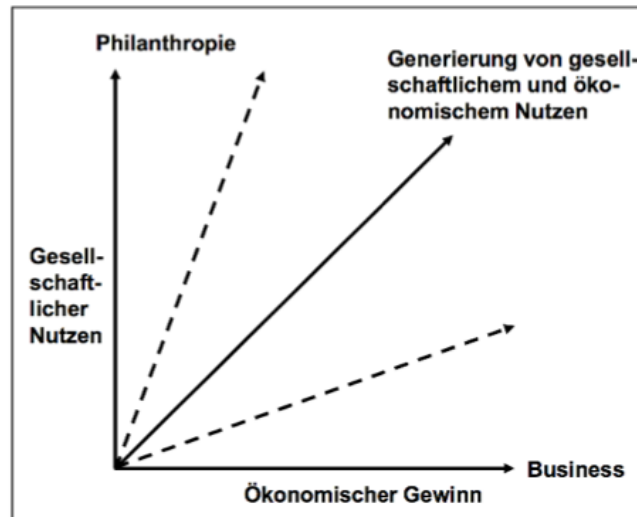 Philanthropie
Generierung von gesell-
schaftlichem und öko-
nomischem Nutzen
Gesell-
schaft-
licher
Nutzen
Business
Ökonomischer Gewinn